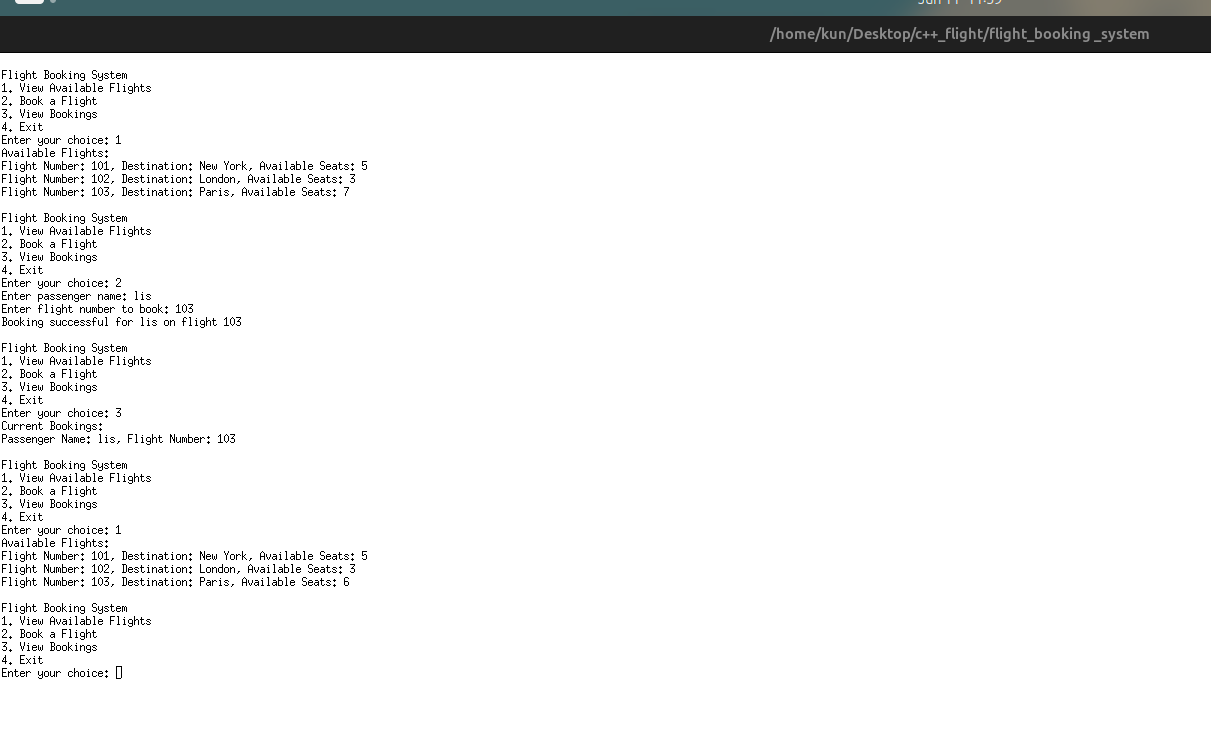 /home/kun/Desktop/c++_flight/flight_booking _system
Flight Booking System
1. View Available Flights
2. Book a Flight
3. View Bookings
4. Exit
Enter your choice: 1
Available Flights:
Flight Number: 101, Destination: New York, Available Seats: 5
Flight Number: 102, Destination: London, Available Seats: 3
Flight Number: 103, Destination: Paris, Available Seats: 7
Flight Booking System
1. View Available Flights
2. Book a Flight
3. View Bookings
4. Exit
Enter your choice: 2
Enter passenger name: lis
Enter flight number to book: 103
Booking successful for lis on flight 103
Flight Booking System
1. View Available Flights
2. Book a Flight
3. View Bookings
4. Exit
Enter your choice: 3
Current Bookings:
Passenger Name: lis, Flight Number: 103
Flight Booking System
1. View Available Flights
2. Book a Flight
3. View Bookings
4. Exit
Enter your choice: 1
Available Flights:
Flight Number: 101, Destination: New York, Available Seats: 5
Flight Number: 102, Destination: London, Available Seats: 3
Flight Number: 103, Destination: Paris, Available Seats: 6
Flight Booking System
1. View Available Flights
2. Book a Flight
3. View Bookings
4. Exit
Enter your choice: